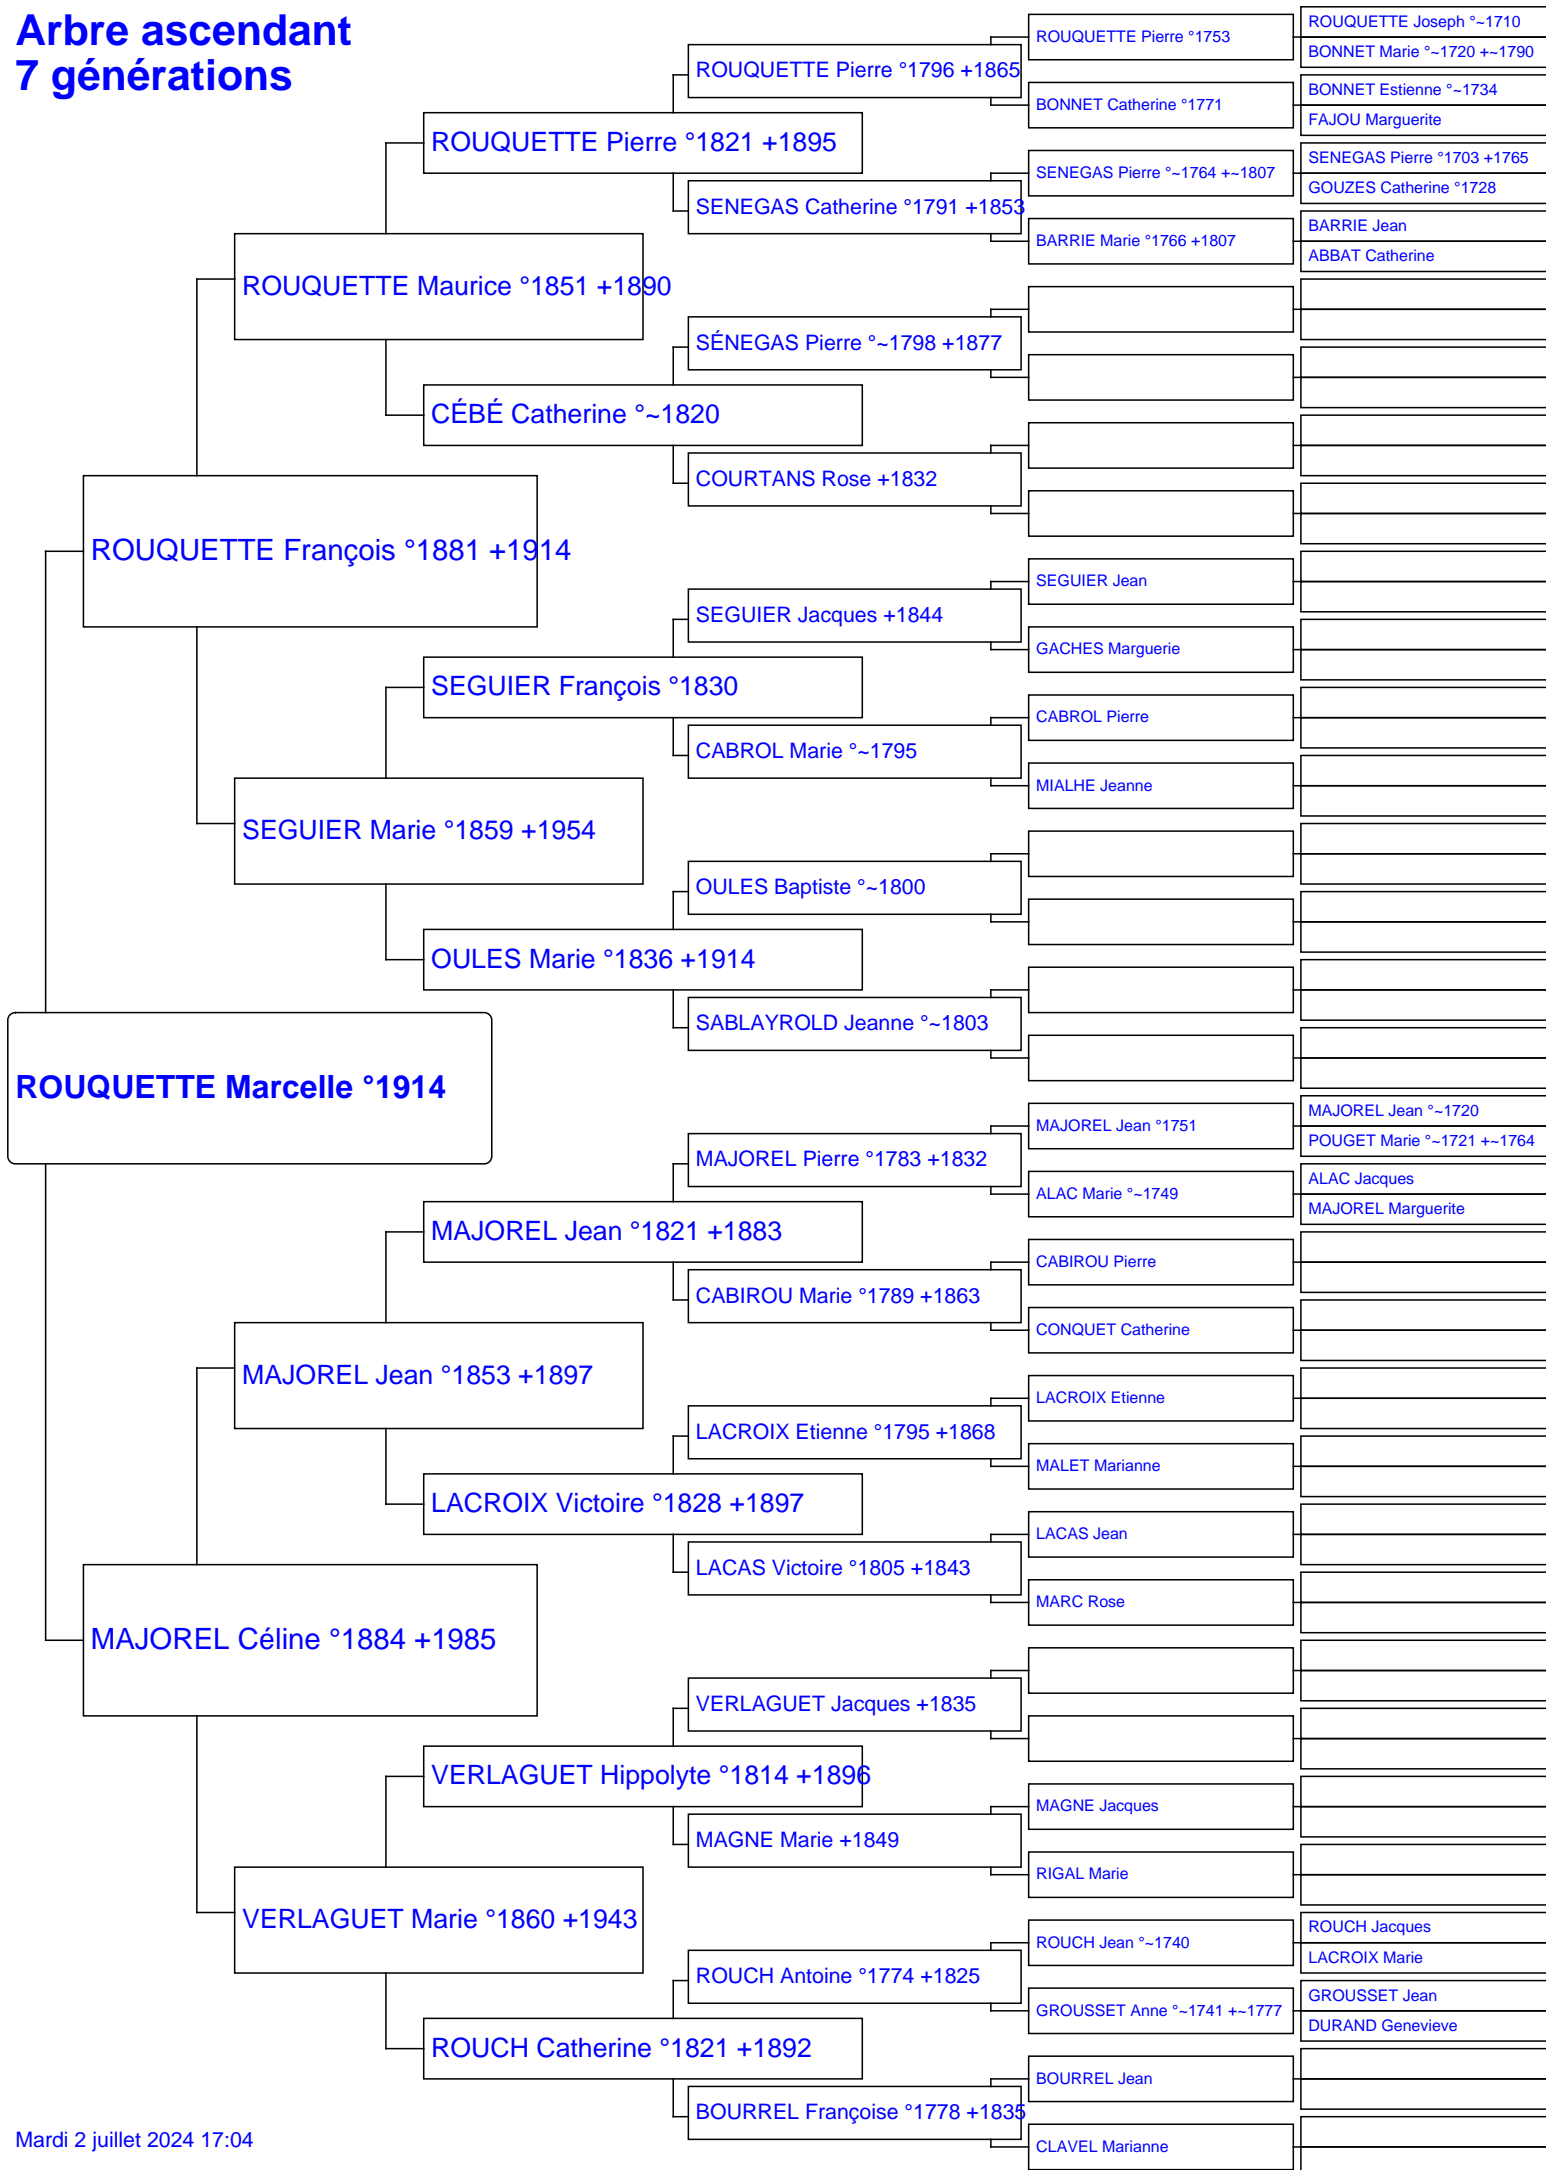 Arbre ascendant
7 générations
ROUQUETTE Marcelle °1914
ROUQUETTE François °1881 +1914
MAJOREL Céline °1884 +1985
ROUQUETTE Maurice °1851 +1890
SEGUIER Marie °1859 +1954
MAJOREL Jean °1853 +1897
VERLAGUET Marie °1860 +1943
ROUQUETTE Pierre °1821 +1895
CÉBÉ Catherine °~1820
SEGUIER François °1830
OULES Marie °1836 +1914
MAJOREL Jean °1821 +1883
LACROIX Victoire °1828 +1897
VERLAGUET Hippolyte °1814 +1896
ROUCH Catherine °1821 +1892
ROUQUETTE Pierre °1796 +1865
SENEGAS Catherine °1791 +1853
SÉNEGAS Pierre °~1798 +1877
COURTANS Rose +1832
SEGUIER Jacques +1844
CABROL Marie °~1795
OULES Baptiste °~1800
SABLAYROLD Jeanne °~1803
MAJOREL Pierre °1783 +1832
CABIROU Marie °1789 +1863
LACROIX Etienne °1795 +1868
LACAS Victoire °1805 +1843
VERLAGUET Jacques +1835
MAGNE Marie +1849
ROUCH Antoine °1774 +1825
BOURREL Françoise °1778 +1835
ROUQUETTE Pierre °1753
BONNET Catherine °1771
SENEGAS Pierre °~1764 +~1807
BARRIE Marie °1766 +1807
SEGUIER Jean
GACHES Marguerie
CABROL Pierre
MIALHE Jeanne
MAJOREL Jean °1751
ALAC Marie °~1749
CABIROU Pierre
CONQUET Catherine
LACROIX Etienne
MALET Marianne
LACAS Jean
MARC Rose
MAGNE Jacques
RIGAL Marie
ROUCH Jean °~1740
GROUSSET Anne °~1741 +~1777
BOURREL Jean
CLAVEL Marianne
ROUQUETTE Joseph °~1710
BONNET Marie °~1720 +~1790
BONNET Estienne °~1734
FAJOU Marguerite
SENEGAS Pierre °1703 +1765
GOUZES Catherine °1728
BARRIE Jean
ABBAT Catherine
MAJOREL Jean °~1720
POUGET Marie °~1721 +~1764
ALAC Jacques
MAJOREL Marguerite
ROUCH Jacques
LACROIX Marie
GROUSSET Jean
DURAND Genevieve
Mardi 2 juillet 2024 17:04